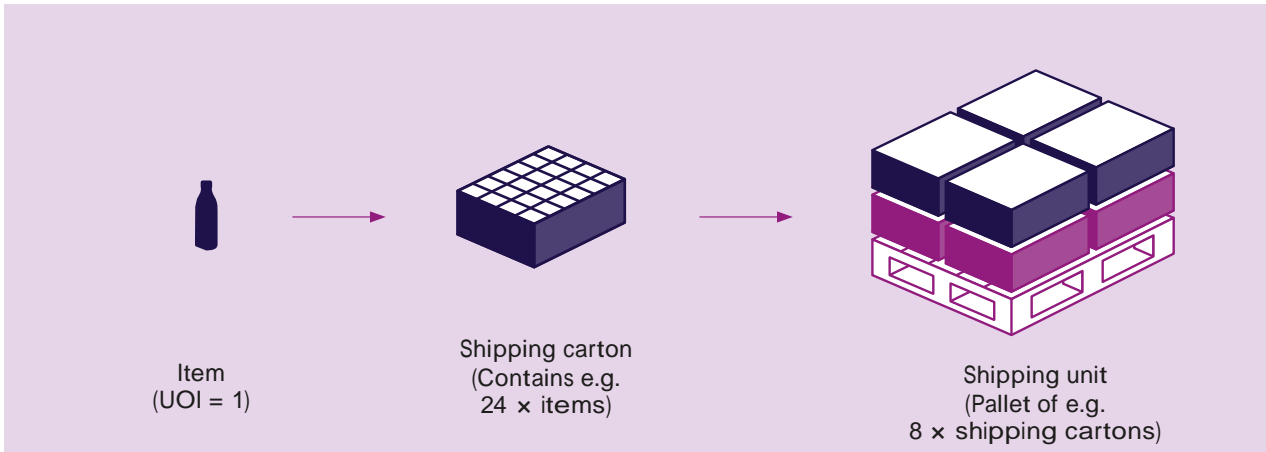 Item
(UOI = 1)
Shipping carton
(Contains e.g.
24 × items)
Shipping unit
(Pallet of e.g.
8 × shipping cartons)